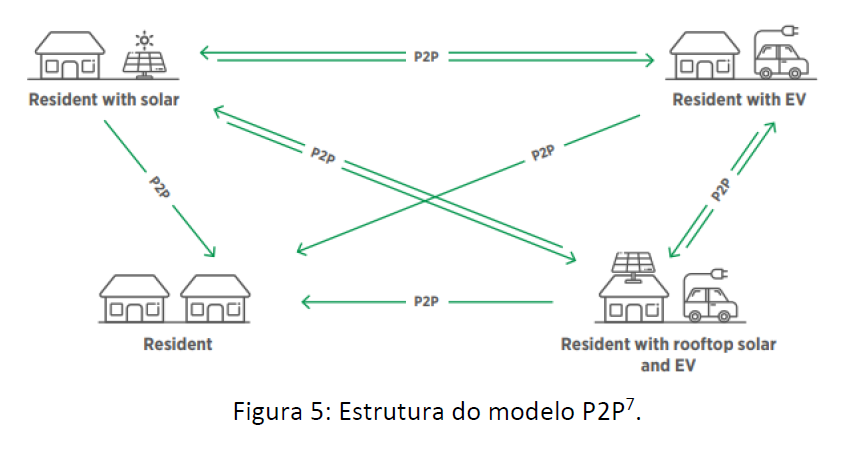 P2P
Resident with solar
Resident with EV
P2P
P2P
P2P
P2P
P2P
Resident
Resident with rooftop solar
and EV
Figura 5: Estrutura do modelo P2P⁷.